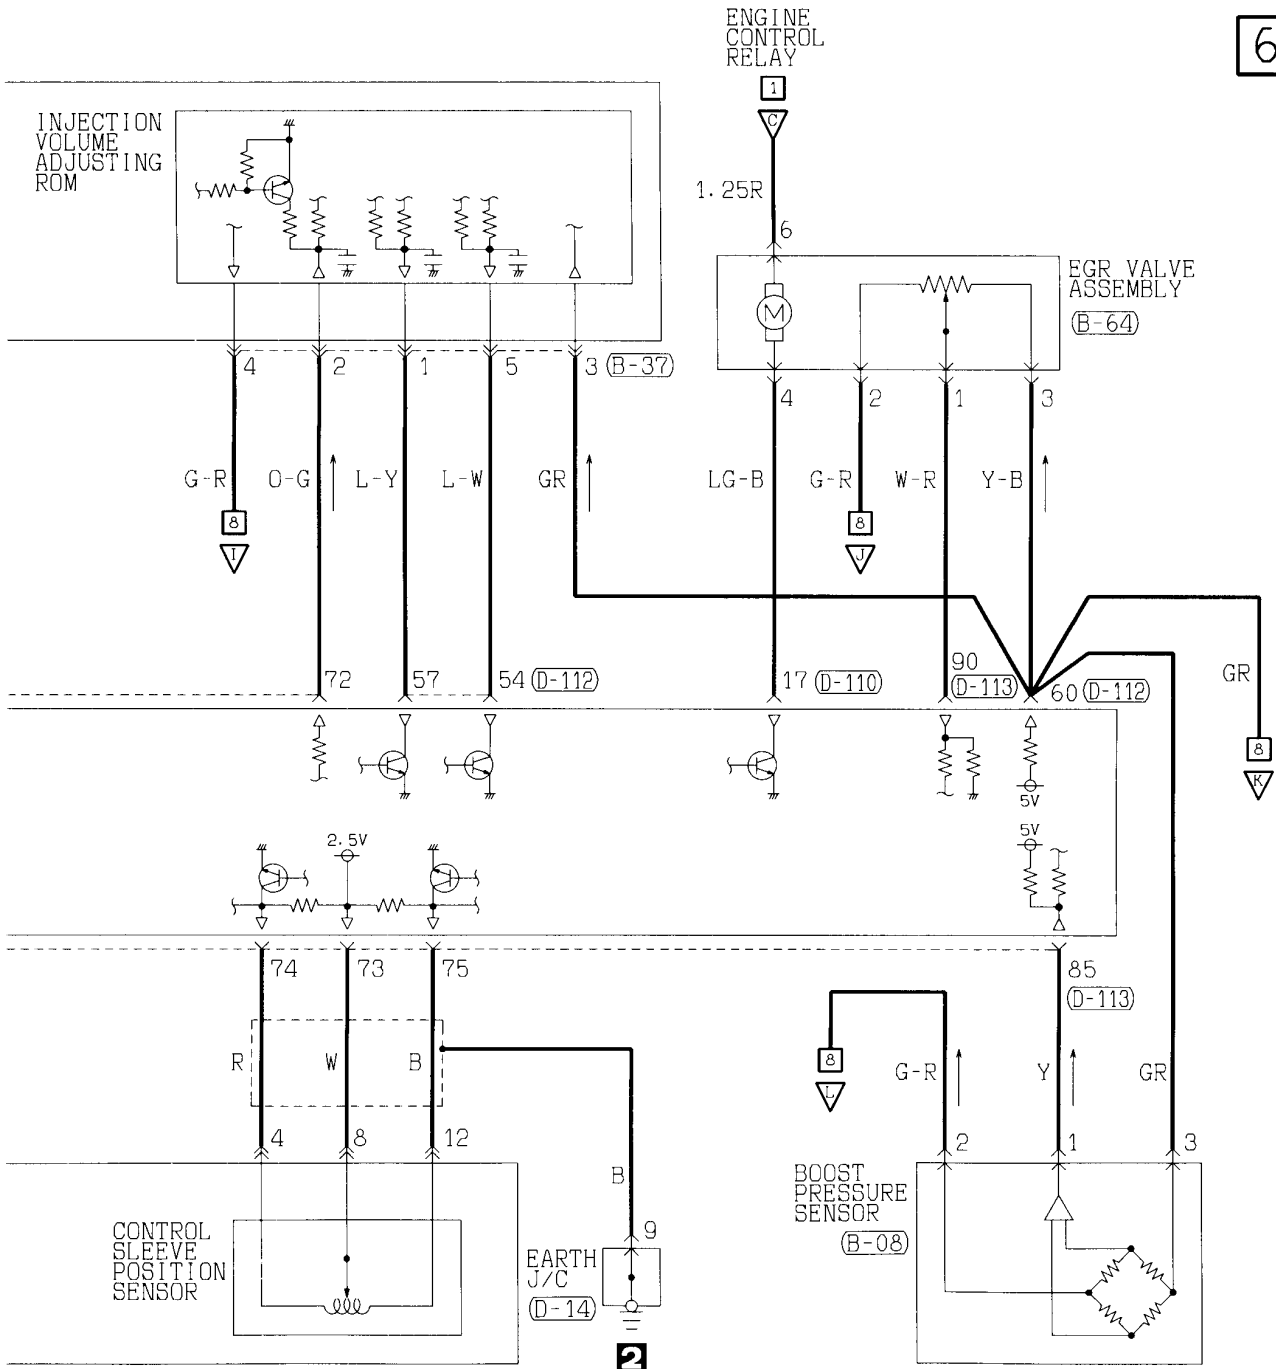 ENGINE
CONTROL
RELAY
6
1
C
INJECTION
VOLUME
ADJUSTING
ROM
1.25R
6
EGR VALVE
ASSEMBLY
B-64
M
4
2
1
5
3
B-37
4
2
1
3
G-R
O-G
L-Y
L-W
GR
LG-B
G-R
W-R
Y-B
8
I
8
J
GR
72
57
54
D-112
17
D-110
90
D-113
60
D-112
8
K
5V
5V
2.5V
74
73
75
85
D-113
R
W
B
8
L
G-R
Y
GR
4
8
12
2
1
3
B
9
BOOST
PRESSURE
SENSOR
B-08
CONTROL
SLEEVE
POSITION
SENSOR
EARTH
J/C
D-14
2